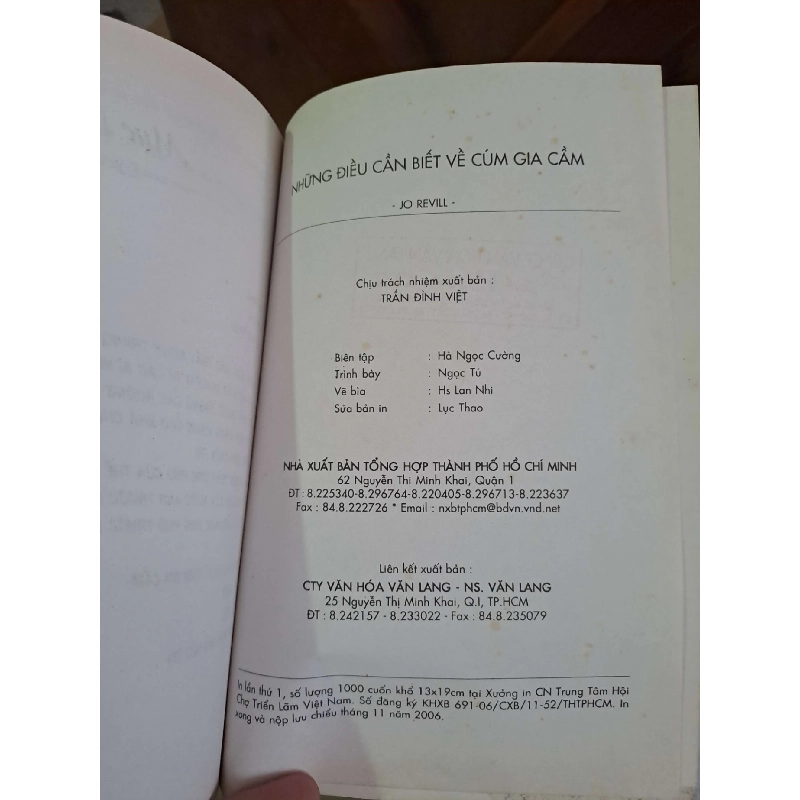 NHỮNG ĐIỀU CẦN BIẾT VỀ CÚM GIA CẦM
- JO REVILL -
Chịu trách nhiệm xuất bản :
TRẦN ĐÌNH VIỆT
Biên tập : Hà Ngọc Cường
Trình bày : Ngọc Tú
Vẽ bìa : Hs Lan Nhi
Sửa bản in : Lục Thao
NHÀ XUẤT BẢN TỔNG HỢP THÀNH PHỐ HỒ CHÍ MINH
62 Nguyễn Thị Minh Khai, Quận 1
ĐT : 8.225340-8.296764-8.220405-8.296713-8.223637
Fax : 84.8.222726 * Email : nxbtphcm@bdvn.vnd.net
Liên kết xuất bản :
CTY VĂN HÓA VĂN LANG - NS. VĂN LANG
25 Nguyễn Thị Minh Khai, Q.I, TP.HCM
ĐT : 8.242157 - 8.233022 - Fax : 84.8.235079
In lần thứ 1, số lượng 1000 cuốn khổ 13x19cm tại Xưởng in CN Trung Tâm Hội
Chợ Triển Lãm Việt Nam. Số đăng ký KHXB 691-06/CXB/11-52/THTPHCM. In
xong và nộp lưu chiểu tháng 11 năm 2006.